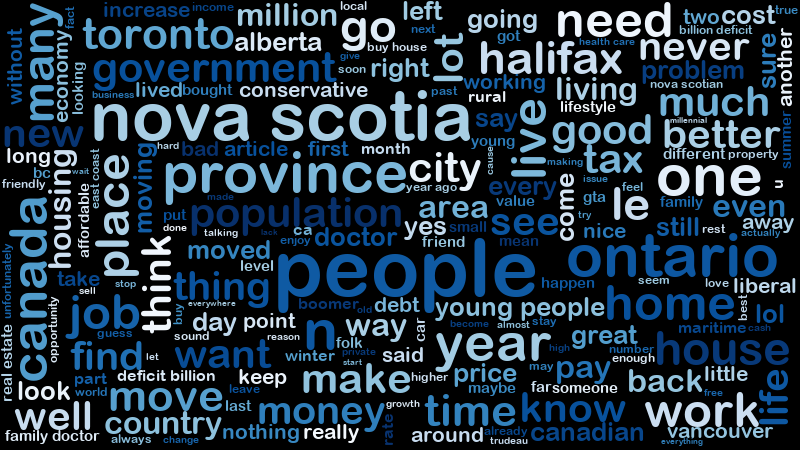 fact
increase
income
million
local
left
going
need
two
cost
without
many
economy
looking
toronto
alberta
go
buy house
next
got
health care
never
billion deficit
sure
another
government
give
soon
right
lot
halifax
problem
business
lived
bought
conservative
past
working
living
nova scotian
rural
lifestyle
much
summer
new
nova scotia
say
good
millennial
better
long
hard
bad
article
first
month
young
live
different
property
bc
wait
east coast
moving
province
city
cause
making
tax
friendly
housing
affordable
place
year ago
every
come
issue
feel
one
u
made
value
gta
family
even
canada
put
population
area
see
le
try
done
talking
lack
ca
yes
small
nice
still
rest
away
enjoy
doctor
friend
mean
actually
unfortunately
think
moved
level
people
ontario
take
stop
thing
happen
seem
love
liberal
sell
everywhere
boomer
old
debt
young people
home
best
opportunity
job
buy
day
point
n
way
car
become
almost
stay
maritime
cash
lol
guess
sound
reason
folk
year
great
high
number
house
real estate
find
let
want
winter
private
said
may
pay
enough
part
deficit billion
keep
start
make
higher
price
maybe
far
someone
back
little
look
world
move
leave
free
life
well
country
last
money
growth
time
know
work
family doctor
always
change
nothing
really
rate
around
already
trudeau
canadian
vancouver
everything